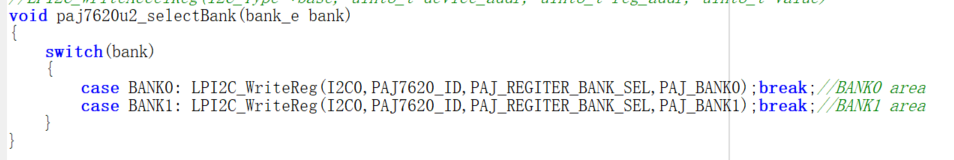 void paj7620u2_selectBank(bank_e bank)
{
switch(bank)
{
case BANK0: LPI2C_WriteReg(I2C0,PAJ7620_ID,PAJ_REGITER_BANK_SEL,PAJ_BANK0);break;//BANK0 area
case BANK1: LPI2C_WriteReg(I2C0,PAJ7620_ID,PAJ_REGITER_BANK_SEL,PAJ_BANK1);break;//BANK1 area
}
}